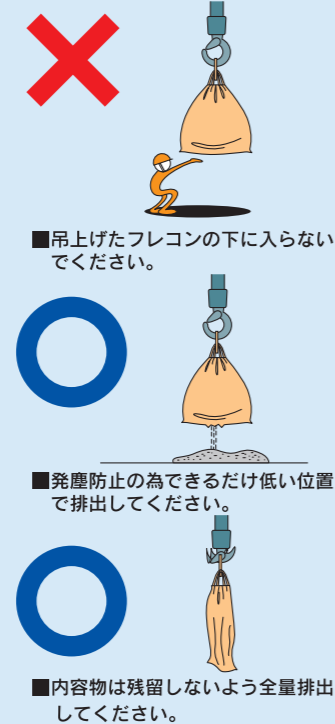 ■吊上げたフレコンの下に入らない
でください。
■発塵防止の為できるだけ低い位置
で排出してください。
■内容物は残留しないよう全量排出
してください。